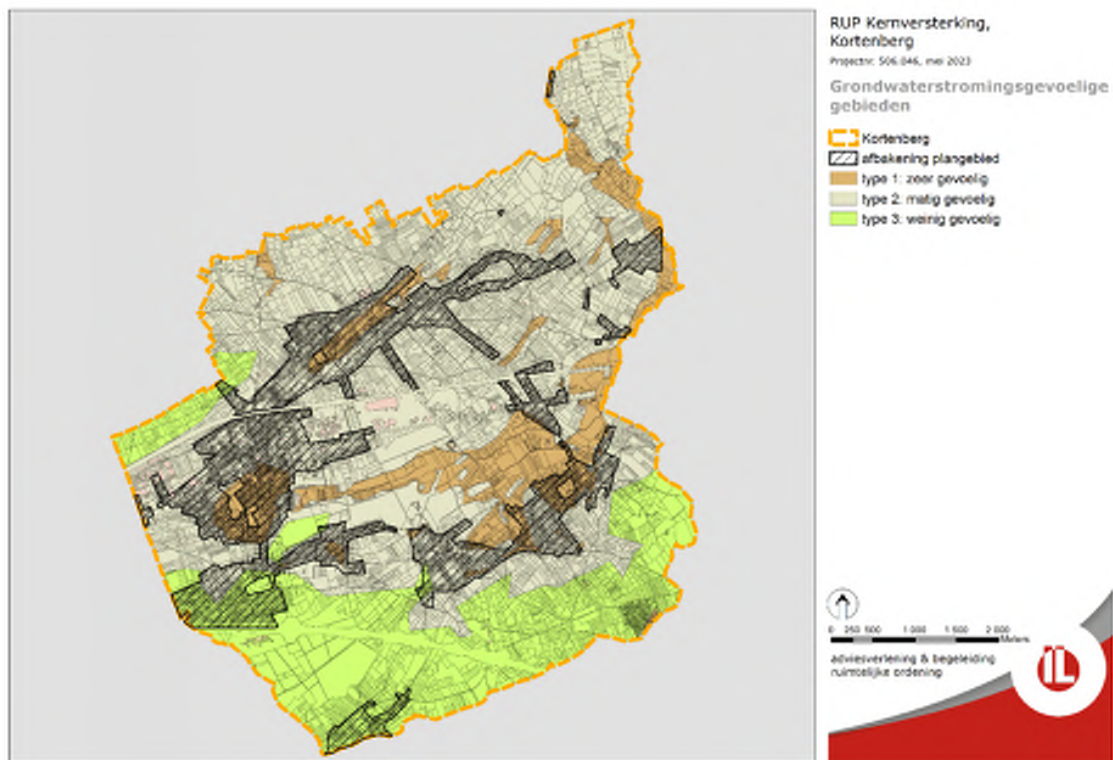 RUP Kernversterking,
Kortenberg
Projectnr: 506.046, mei 2023
Grondwaterstromingsgevoelige
gebieden
Kortenberg
afbakening plangebied
type 1: zeer gevoelig
type 2: matig gevoelig
type 3: weinig gevoelig
0 250 500 1 000 1 500 2 000
Meters
adviesverlening & begeleiding
ruimtelijke ordening
IL